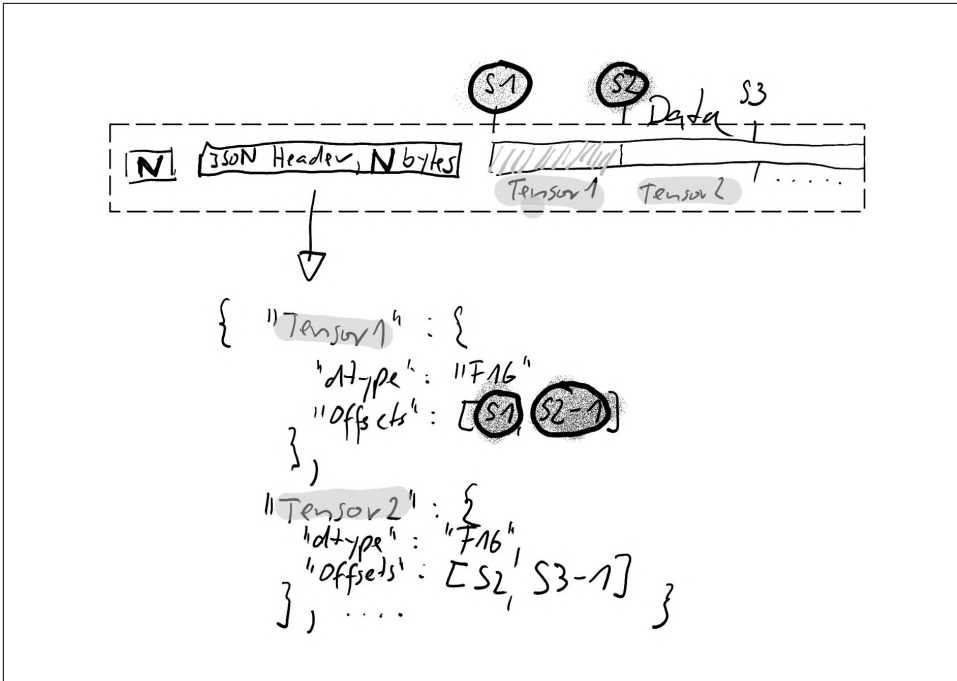 S1 S2 S3
Data
N JSON Header, N bytes
Tensor1 Tensor2 .....
{ "Tensor1" : {
"dtype" : "F16"
"Offsets" : [S1, S2-1]
},
"Tensor2" : {
"dtype" : "F16",
"Offsets" : [S2, S3-1]
}, .... }